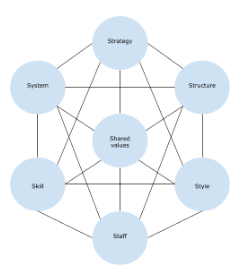 Strategy
System
Structure
Shared
values
Skill
Style
Staff